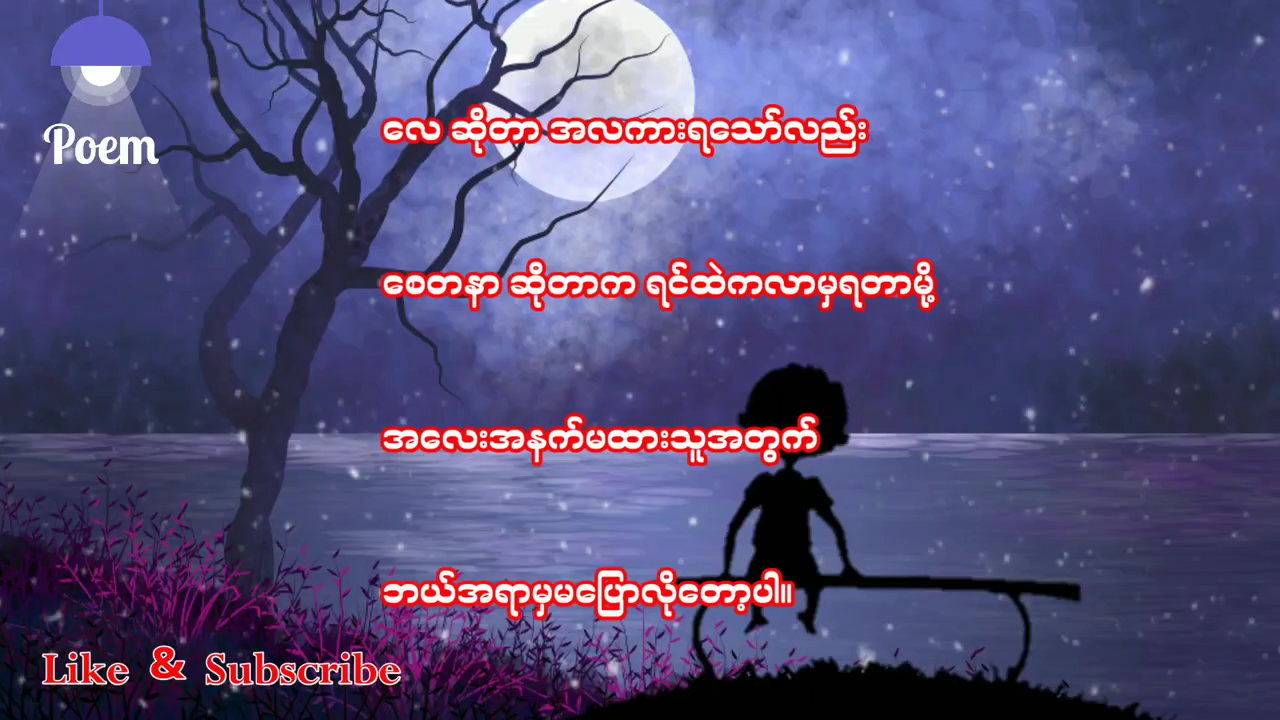 Poem
လေ ဆိုတာ အလကားရသော်လည်း
စေတနာ ဆိုတာက ရင်ထဲကလာမှရတာမို့
အလေးအနက်မထားသူအတွက်
ဘယ်အရာမှမပြောလိုတော့ပါ။
Like & Subscribe